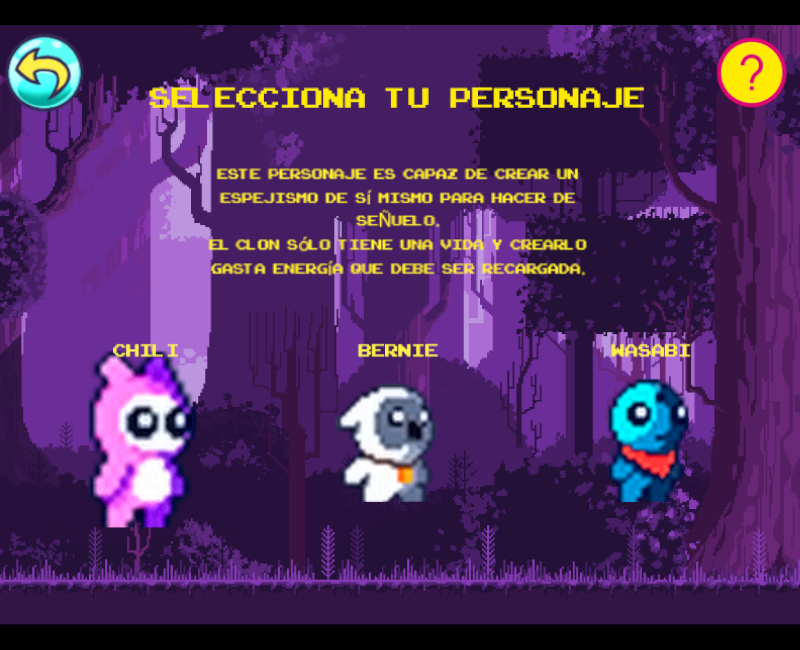 ?
SELECCIONA TU PERSONAJE
ESTE PERSONAJE ES CAPAZ DE CREAR UN
ESPEJISMO DE SÍ MISMO PARA HACER DE
SEÑUELO.
EL CLON SÓLO TIENE UNA VIDA Y CREARLO
GASTA ENERGÍA QUE DEBE SER RECARGADA.
CHILI
BERNIE
WASABI